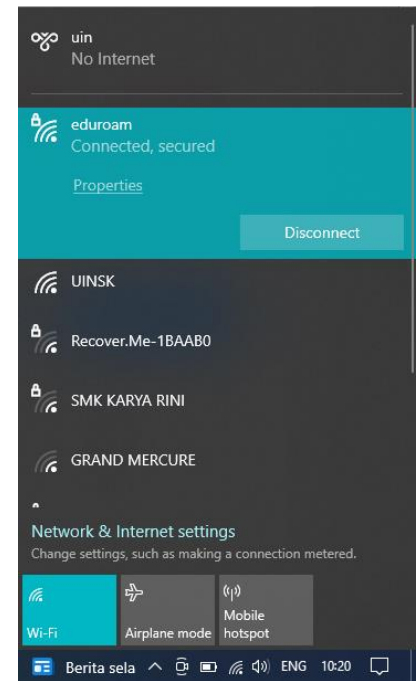 uin
No Internet
eduroam
Connected, secured
Properties
Disconnect
UINSK
Recover.Me-1BAAB0
SMK KARYA RINI
GRAND MERCURE
Network & Internet settings
Change settings, such as making a connection metered.
Wi-Fi
Airplane mode
Mobile
hotspot
Berita sela
ENG
10:20